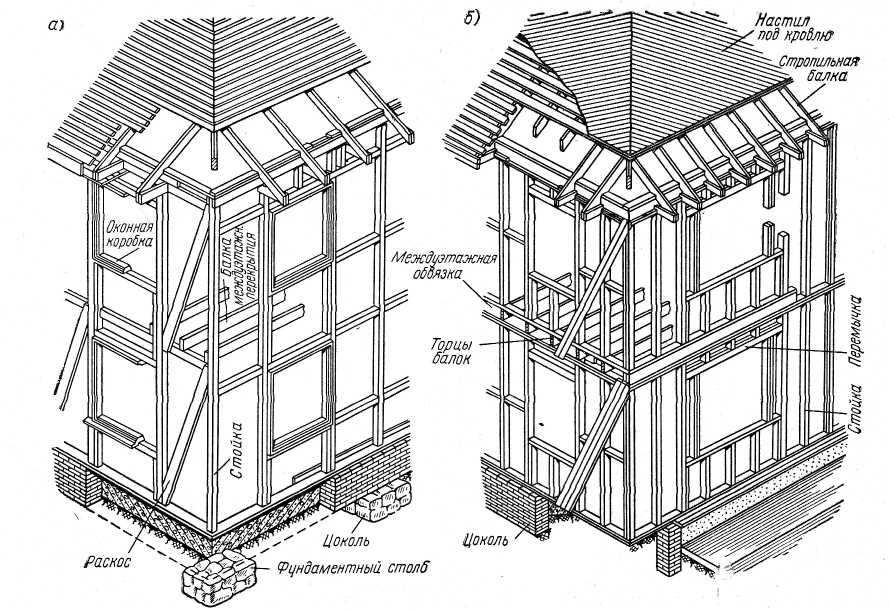 а)
Оконная
коробка
Балка
междуэтажн.
перекрытия
Стойка
Раскос
Цоколь
Фундаментный столб
б)
Настил
под кровлю
Стропильная
балка
Междуэтажная
обвязка
Торцы
балок
Перемычка
Стойка
Цоколь